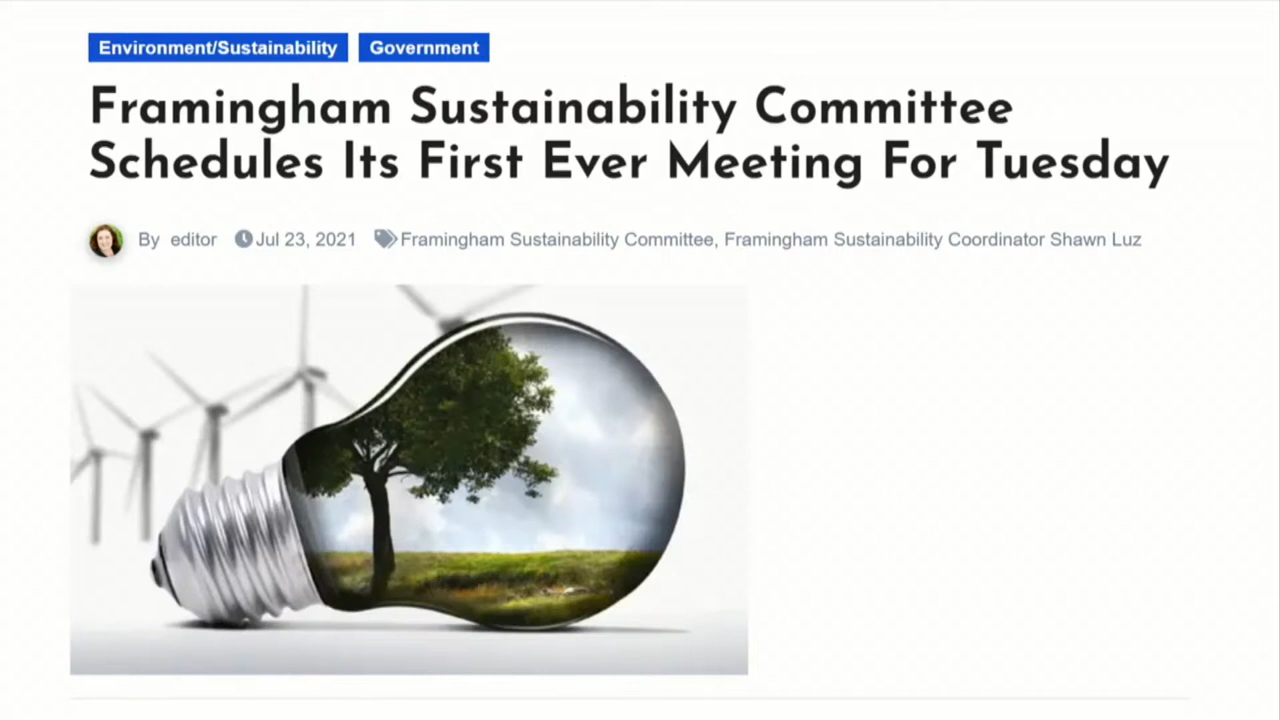 Environment/Sustainability Government
Framingham Sustainability Committee
Schedules Its First Ever Meeting For Tuesday
By editor Jul 23, 2021 Framingham Sustainability Committee, Framingham Sustainability Coordinator Shawn Luz